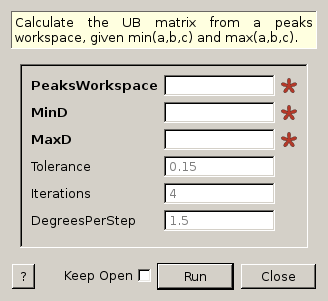 Calculate the UB matrix from a peaks
workspace, given min(a,b,c) and max(a,b,c).
PeaksWorkspace
MinD
MaxD
Tolerance 0.15
Iterations 4
DegreesPerStep 1.5
? Keep Open Run Close